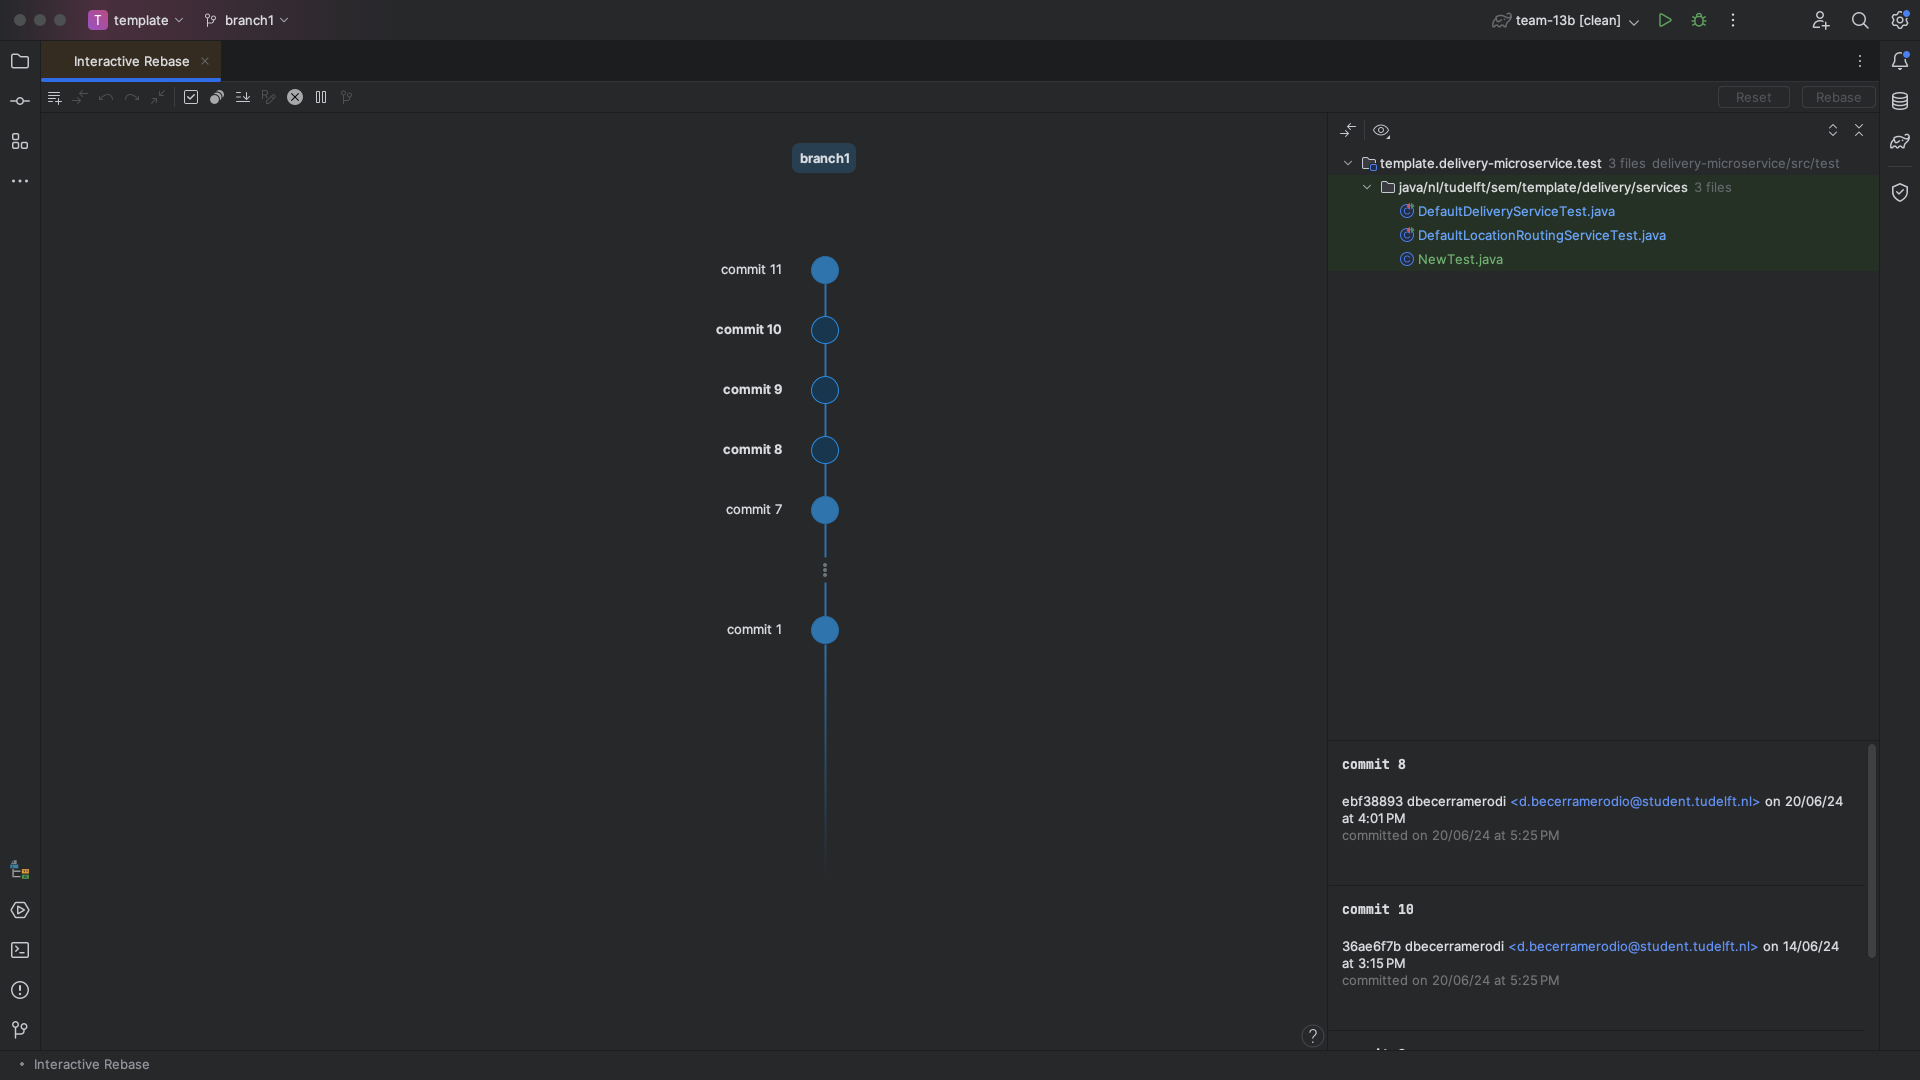 T template
branch1
team-13b [clean]
Interactive Rebase
Reset
Rebase
branch1
commit 11
commit 10
commit 9
commit 8
commit 7
commit 1
template.delivery-microservice.test 3 files delivery-microservice/src/test
java/nl/tudelft/sem/template/delivery/services 3 files
DefaultDeliveryServiceTest.java
DefaultLocationRoutingServiceTest.java
NewTest.java
commit 8
ebf38893 dbecerramerodi <d.becerramerodio@student.tudelft.nl> on 20/06/24
at 4:01 PM
committed on 20/06/24 at 5:25 PM
commit 10
36ae6f7b dbecerramerodi <d.becerramerodio@student.tudelft.nl> on 14/06/24
at 3:15 PM
committed on 20/06/24 at 5:25 PM
?
Interactive Rebase